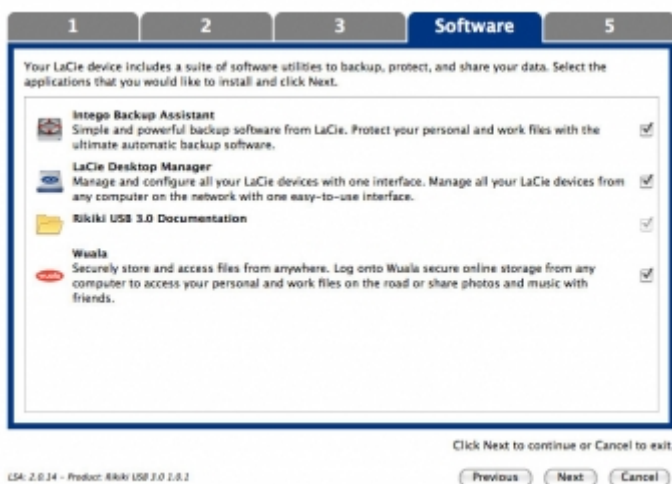 1 2 3 Software 5
Your LaCie device includes a suite of software utilities to backup, protect, and share your data. Select the
applications that you would like to install and click Next.
Intego Backup Assistant
Simple and powerful backup software from LaCie. Protect your personal and work files with the
ultimate automatic backup software.
LaCie Desktop Manager
Manage and configure all your LaCie devices with one interface. Manage all your LaCie devices from
any computer on the network with one easy-to-use interface.
Rikiki USB 3.0 Documentation
Wuala
wuala
Securely store and access files from anywhere. Log onto Wuala secure online storage from any
computer to access your personal and work files on the road or share photos and music with
friends.
Click Next to continue or Cancel to exit
LSA: 2.0.14 - Product: Rikiki USB 3.0 1.0.1
Previous Next Cancel